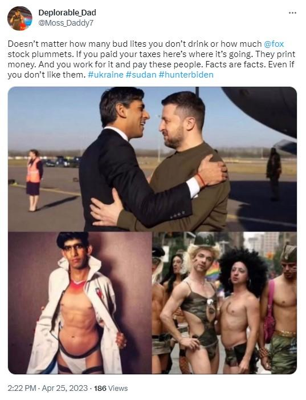 Deplorable_Dad
@Moss_Daddy7
Doesn't matter how many bud lites you don't drink or how much @fox
stock plummets. If you paid your taxes here's where it's going. They print
money. And you work for it and pay these people. Facts are facts. Even if
you don't like them. #ukraine #sudan #hunterbiden
2:22 PM · Apr 25, 2023 · 186 Views